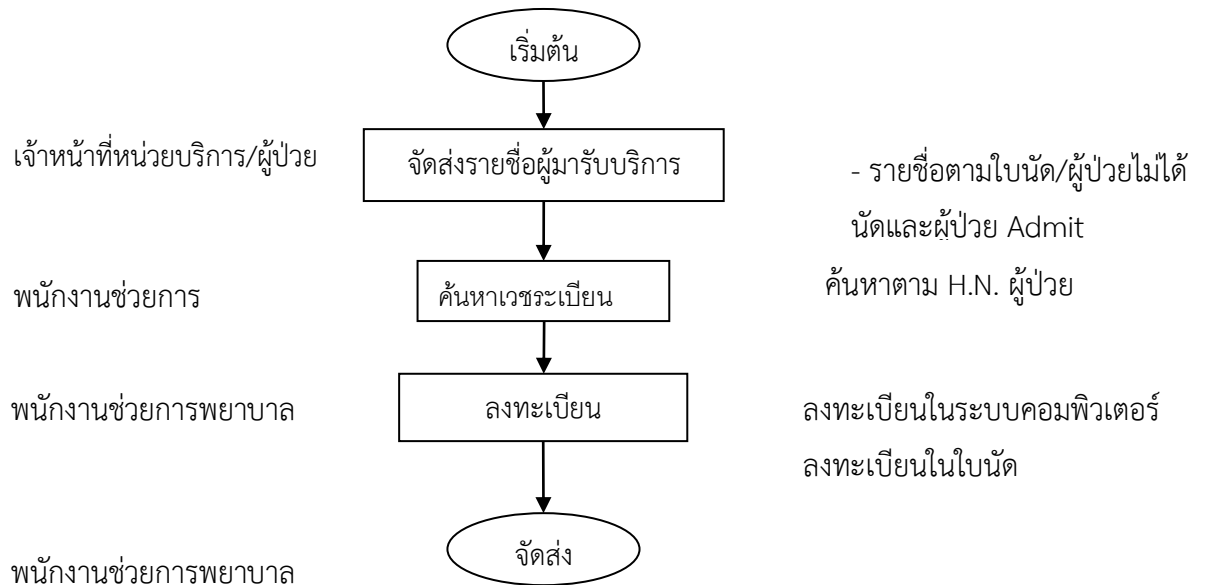 เริ่มต้น
เจ้าหน้าที่หน่วยบริการ/ผู้ป่วย
จัดส่งรายชื่อผู้มารับบริการ
- รายชื่อตามใบนัด/ผู้ป่วยไม่ได้
นัดและผู้ป่วย Admit
พนักงานช่วยการ
ค้นหาเวชระเบียน
ค้นหาตาม H.N. ผู้ป่วย
พนักงานช่วยการพยาบาล
ลงทะเบียน
ลงทะเบียนในระบบคอมพิวเตอร์
ลงทะเบียนในใบนัด
จัดส่ง
พนักงานช่วยการพยาบาล